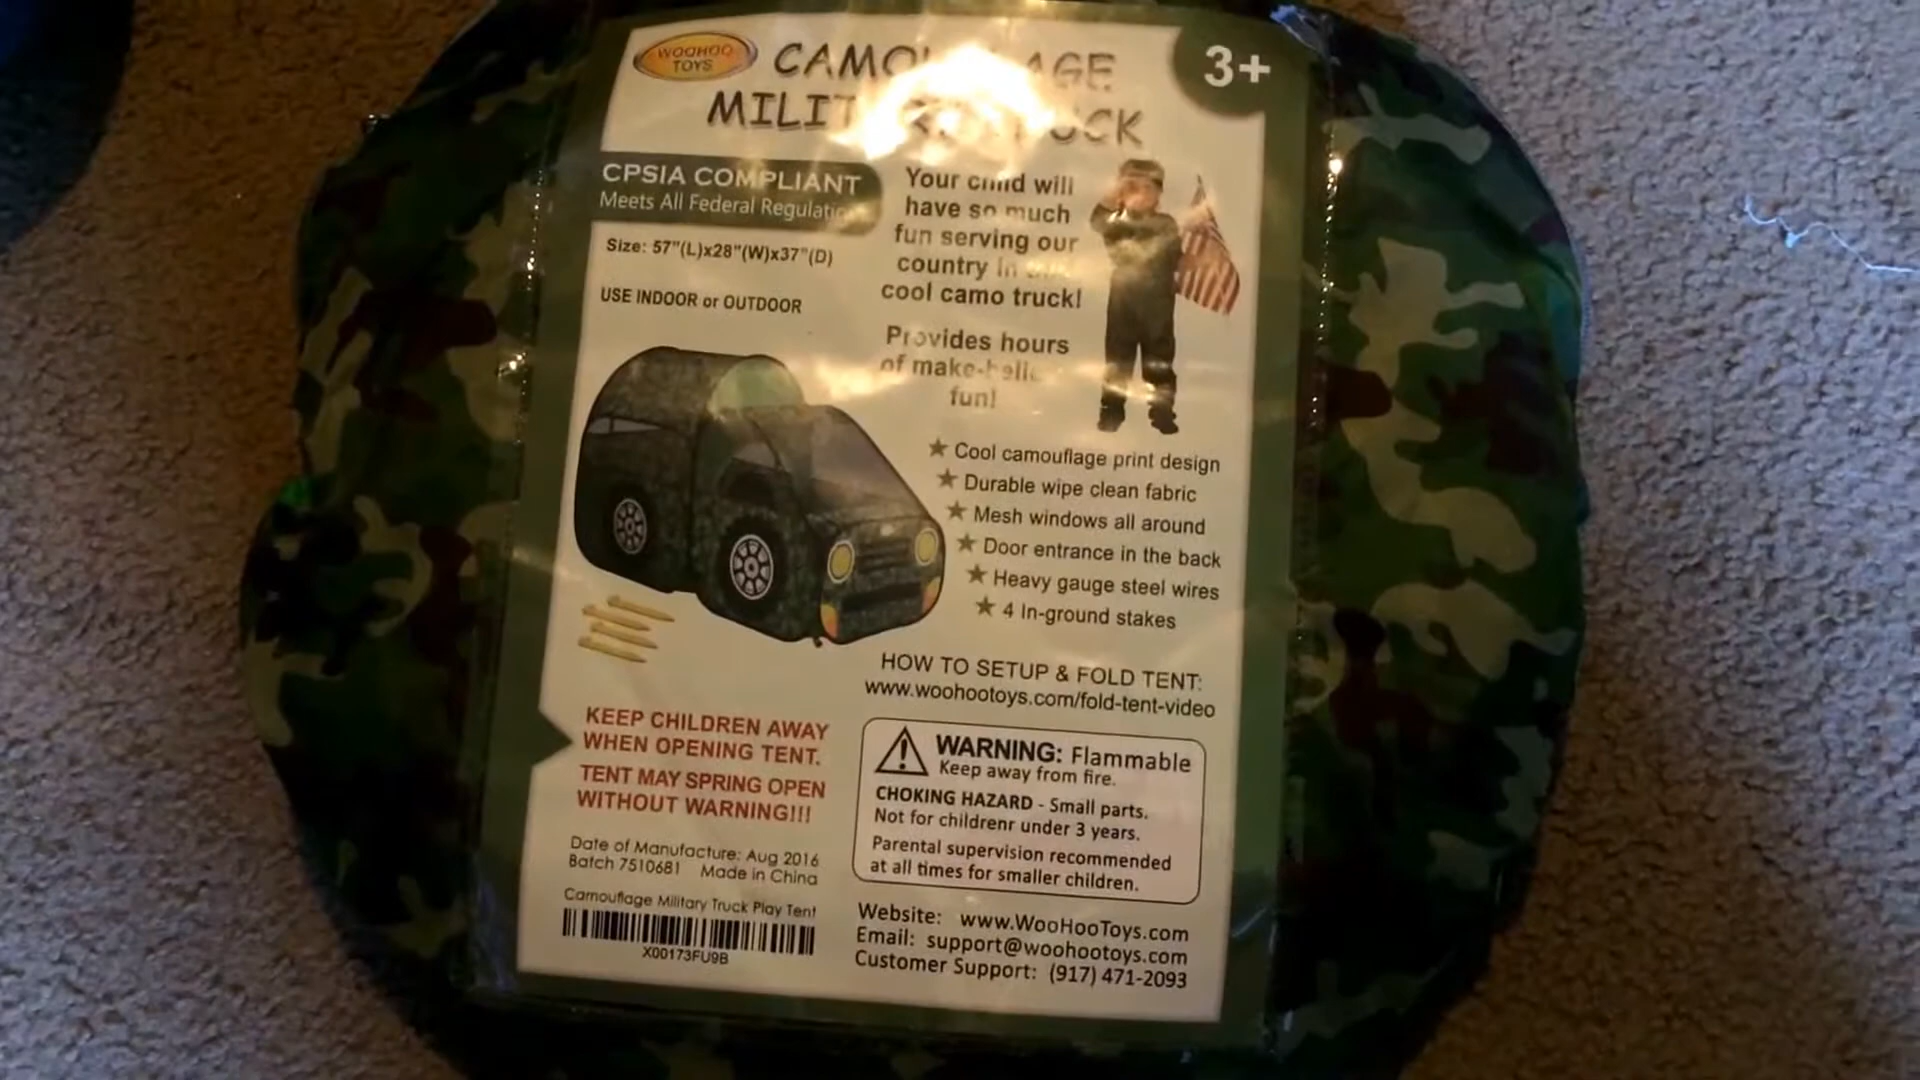 WOOHOO
TOYS
3+
CPSIA COMPLIANT
Meets All Federal
Size: 57"(L)x28"(W)x37"(D)
USE INDOOR or OUTDOOR
Your child will
have so much
fun serving our
country in
cool camo truck!
Provides hours
of
fun!
Cool camouflage print design
Durable wipe clean fabric
Mesh windows all around
Door entrance in the back
Heavy gauge steel wires
4 In-ground stakes
HOW TO SETUP & FOLD TENT:
www.woohootoys.com/fold-tent-video
KEEP CHILDREN AWAY
WHEN OPENING TENT.
TENT MAY SPRING OPEN
WITHOUT WARNING!!!
WARNING: Flammable
Keep away from fire.
CHOKING HAZARD - Small parts.
Not for childrenr under 3 years.
Parental supervision recommended
at all times for smaller children.
Date of Manufacture: Aug 2016
Batch 7510681 Made in China
Camouflage Military Truck Play Tent
X00173FU9B
Website: www.WooHooToys.com
Email: support@woohootoys.com
Customer Support: (917) 471-2093